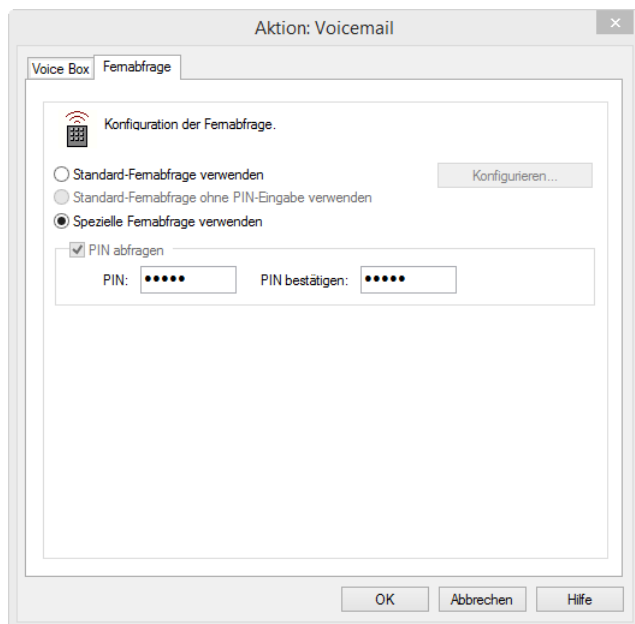 Aktion: Voicemail
Voice Box Fernabfrage
Konfiguration der Fernabfrage.
Standard-Fernabfrage verwenden Konfigurieren...
Standard-Fernabfrage ohne PIN-Eingabe verwenden
Spezielle Fernabfrage verwenden
PIN abfragen
PIN: ••••• PIN bestätigen: •••••
OK Abbrechen Hilfe